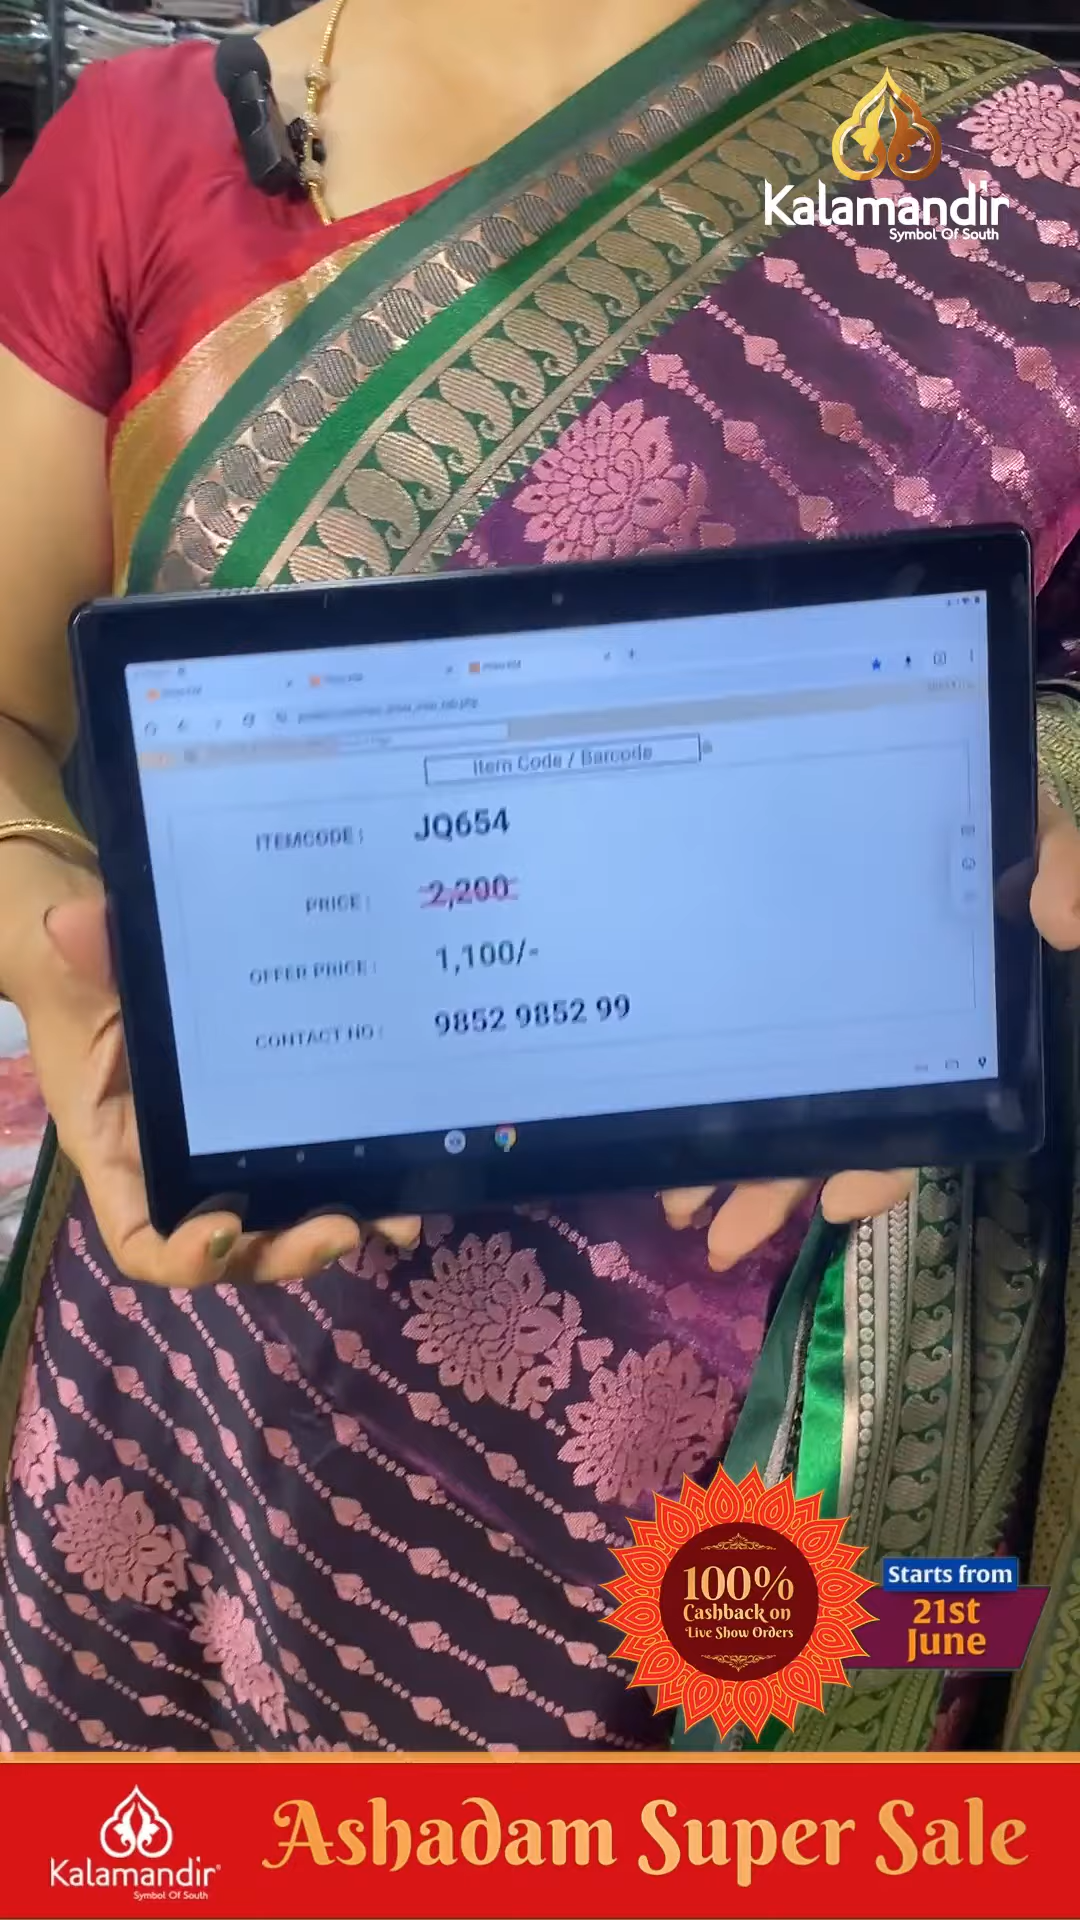 Kalamandir
Symbol Of South
Item Code / Barcode
ITEMCODE : JQ654
PRICE : 2,200
OFFER PRICE : 1,100/-
CONTACT NO : 9852 9852 99
100%
Cashback on
Live Show Orders
Starts from
21st
June
Kalamandir
Symbol Of South
Ashadam Super Sale